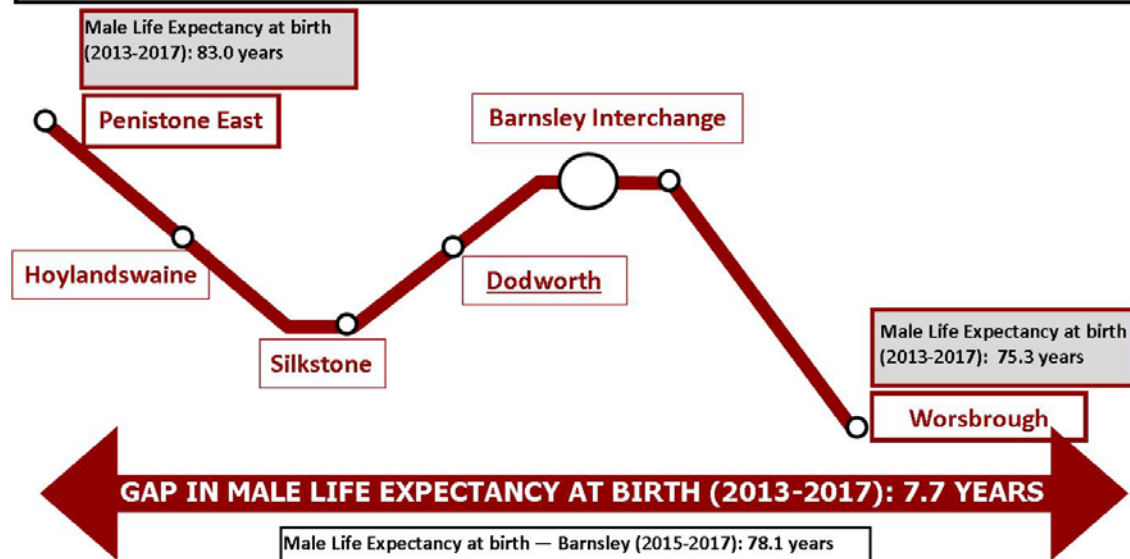 Male Life Expectancy at birth
(2013-2017): 83.0 years
Penistone East
Barnsley Interchange
Hoylandswaine
Dodworth
Silkstone
Male Life Expectancy at birth
(2013-2017): 75.3 years
Worsbrough
GAP IN MALE LIFE EXPECTANCY AT BIRTH (2013-2017): 7.7 YEARS
Male Life Expectancy at birth — Barnsley (2015-2017): 78.1 years